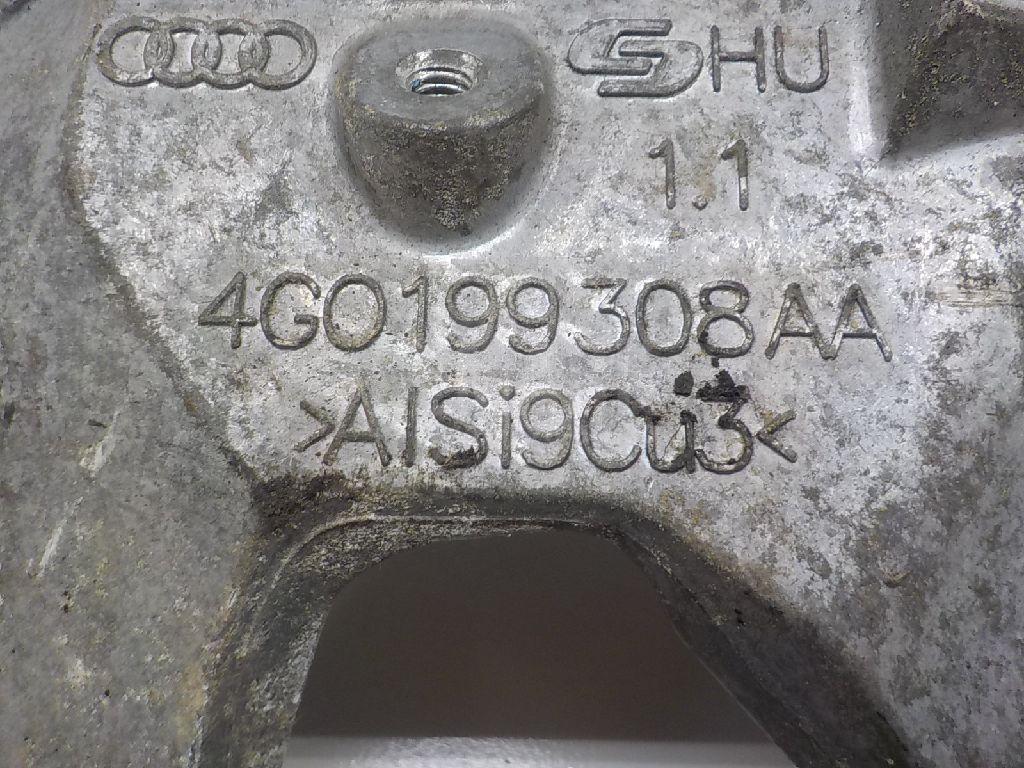 HU
1.1
4G0199308AA
>AlSi9Cu3<